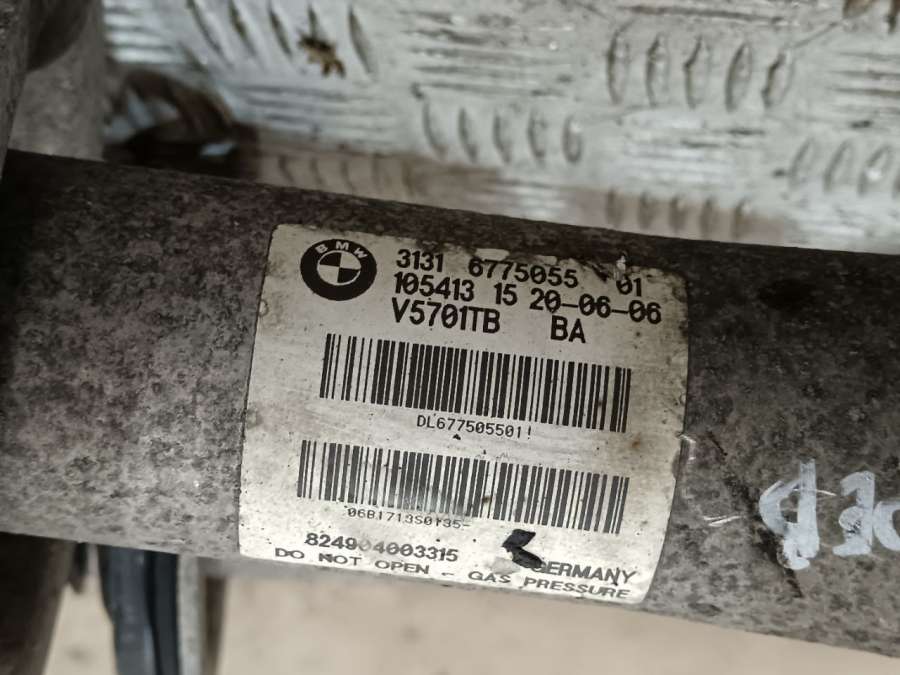 BMW
3131 6775055 01
105413 15 20-06-06
V5701TB BA
DL677505501!
06B1713S0135-
824904003315 GERMANY
DO NOT OPEN - GAS PRESSURE